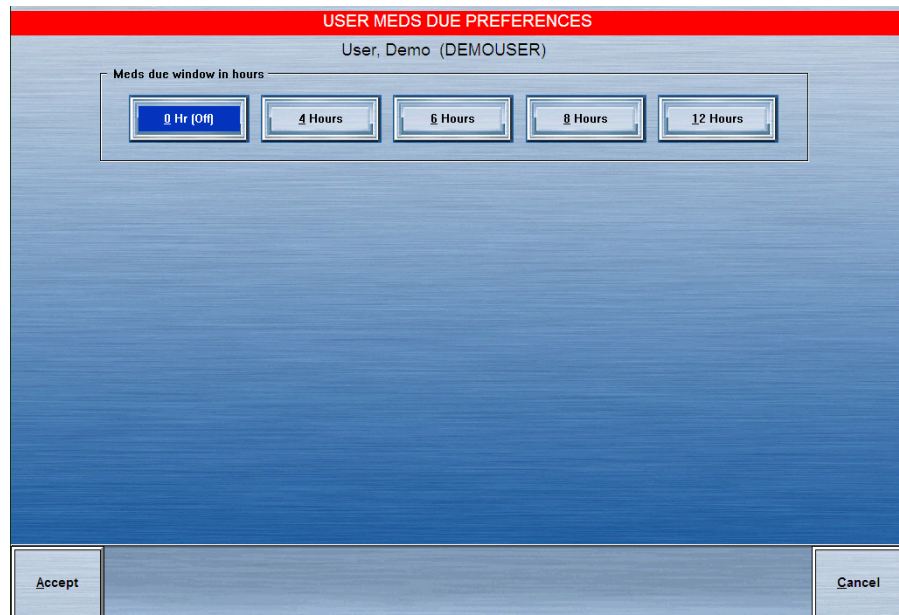 USER MEDS DUE PREFERENCES
User, Demo (DEMOUSER)
Meds due window in hours
0 Hr (Off) 4 Hours 6 Hours 8 Hours 12 Hours
Accept Cancel